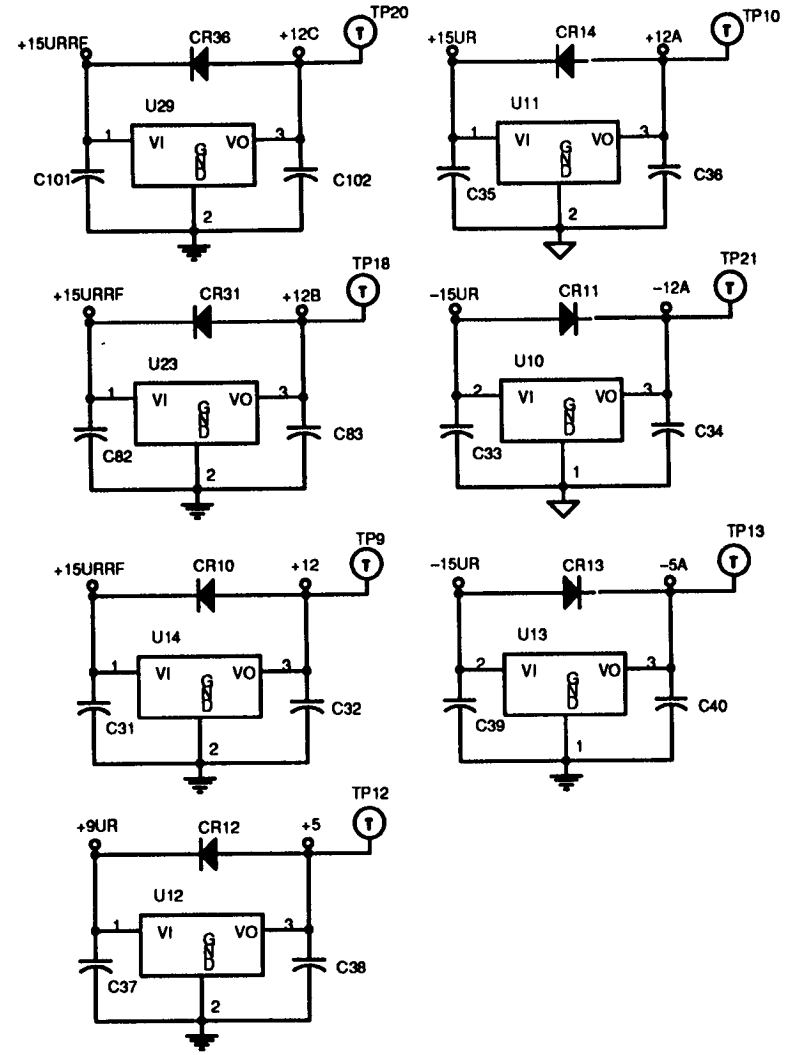 TP20
+15URRF CR36 +12C
T
U29
1 VI VO 3
GND
C101 C102
2
TP10
+15UR CR14 +12A
T
U11
1 VI VO 3
GND
C35 C36
2
TP18
+15URRF CR31 +12B
T
U23
1 VI VO 3
GND
C82 C83
2
TP21
-15UR CR11 -12A
T
U10
2 VI VO 3
GND
C33 C34
1
TP9
+15URRF CR10 +12
T
U14
1 VI VO 3
GND
C31 C32
2
TP13
-15UR CR13 -5A
T
U13
2 VI VO 3
GND
C39 C40
1
TP12
+9UR CR12 +5
T
U12
1 VI VO 3
GND
C37 C38
2